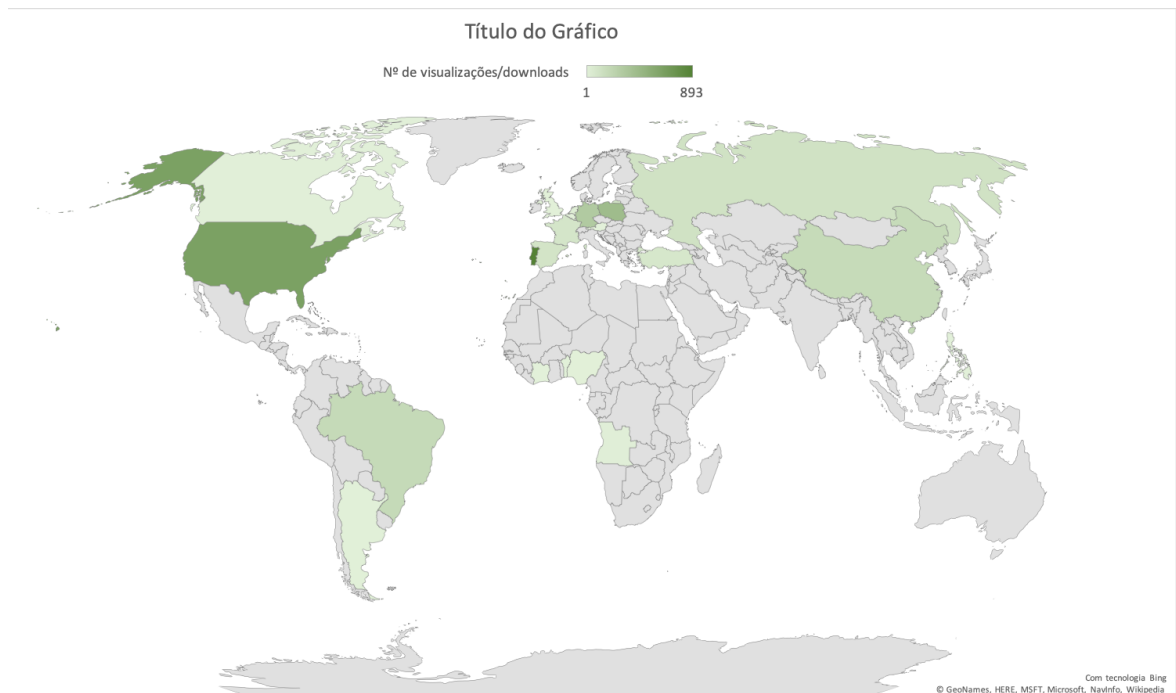 Título do Gráfico
Nº de visualizações/downloads
1 893
Com tecnologia Bing
© GeoNames, HERE, MSFT, Microsoft, NavInfo, Wikipedia